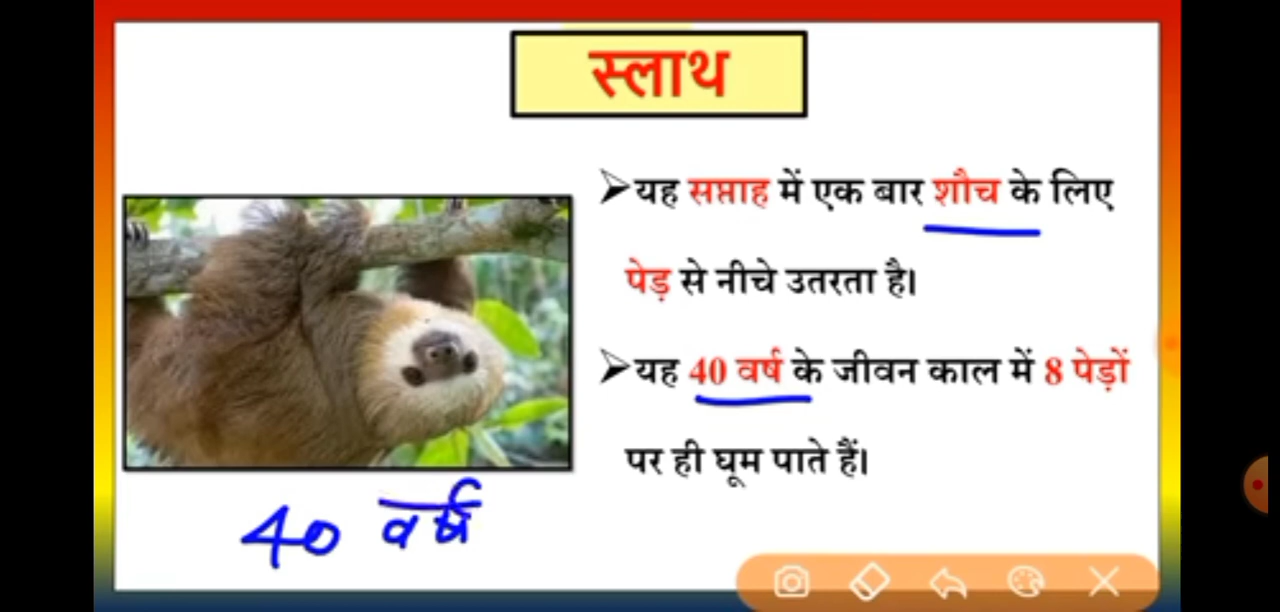 स्लाथ
➢यह सप्ताह में एक बार शौच के लिए
पेड़ से नीचे उतरता है।
➢यह 40 वर्ष के जीवन काल में 8 पेड़ों
पर ही घूम पाते हैं।
40 वर्ष